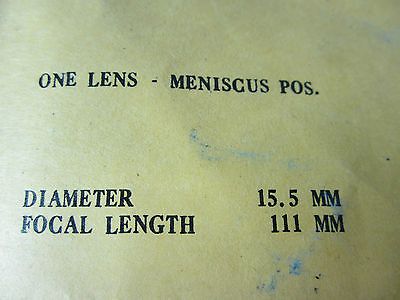 ONE LENS - MENISCUS POS.
DIAMETER 15.5 MM
FOCAL LENGTH 111 MM